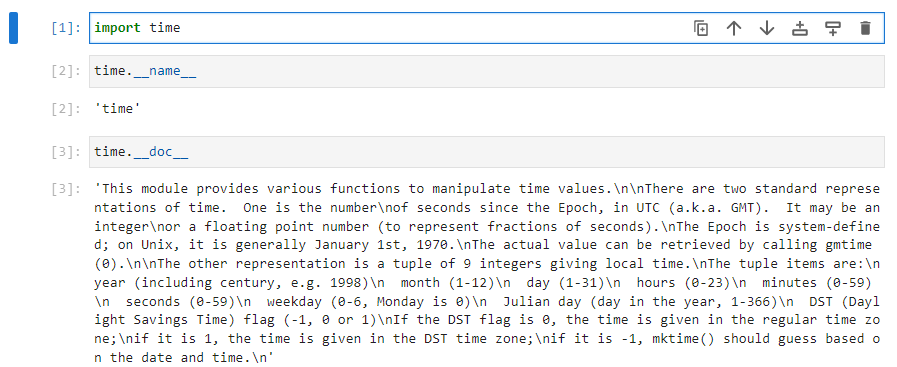 [1]: import time
[2]: time.__name__
[2]: 'time'
[3]: time.__doc__
[3]: 'This module provides various functions to manipulate time values.\n\nThere are two standard represe
ntations of time.  One is the number\nof seconds since the Epoch, in UTC (a.k.a. GMT).  It may be an
integer\nor a floating point number (to represent fractions of seconds).\nThe Epoch is system-define
d; on Unix, it is generally January 1st, 1970.\nThe actual value can be retrieved by calling gmtime
(0).\n\nThe other representation is a tuple of 9 integers giving local time.\nThe tuple items are:\n
year (including century, e.g. 1998)\n  month (1-12)\n  day (1-31)\n  hours (0-23)\n  minutes (0-59)
\n  seconds (0-59)\n  weekday (0-6, Monday is 0)\n  Julian day (day in the year, 1-366)\n  DST (Dayl
ight Savings Time) flag (-1, 0 or 1)\nIf the DST flag is 0, the time is given in the regular time zo
ne;\nif it is 1, the time is given in the DST time zone;\nif it is -1, mktime() should guess based o
n the date and time.\n'